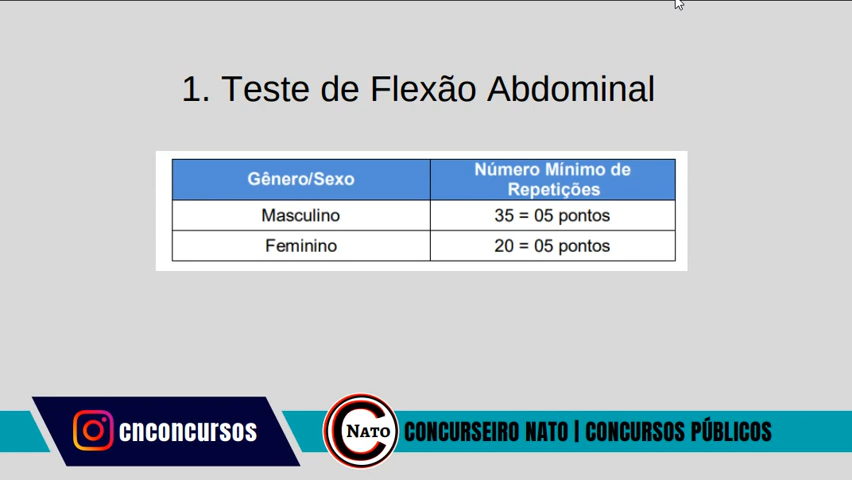 1. Teste de Flexão Abdominal
Gênero/Sexo
Número Mínimo de
Repetições
Masculino
35 = 05 pontos
Feminino
20 = 05 pontos
cnconcursos
C NATO
CONCURSEIRO NATO | CONCURSOS PÚBLICOS